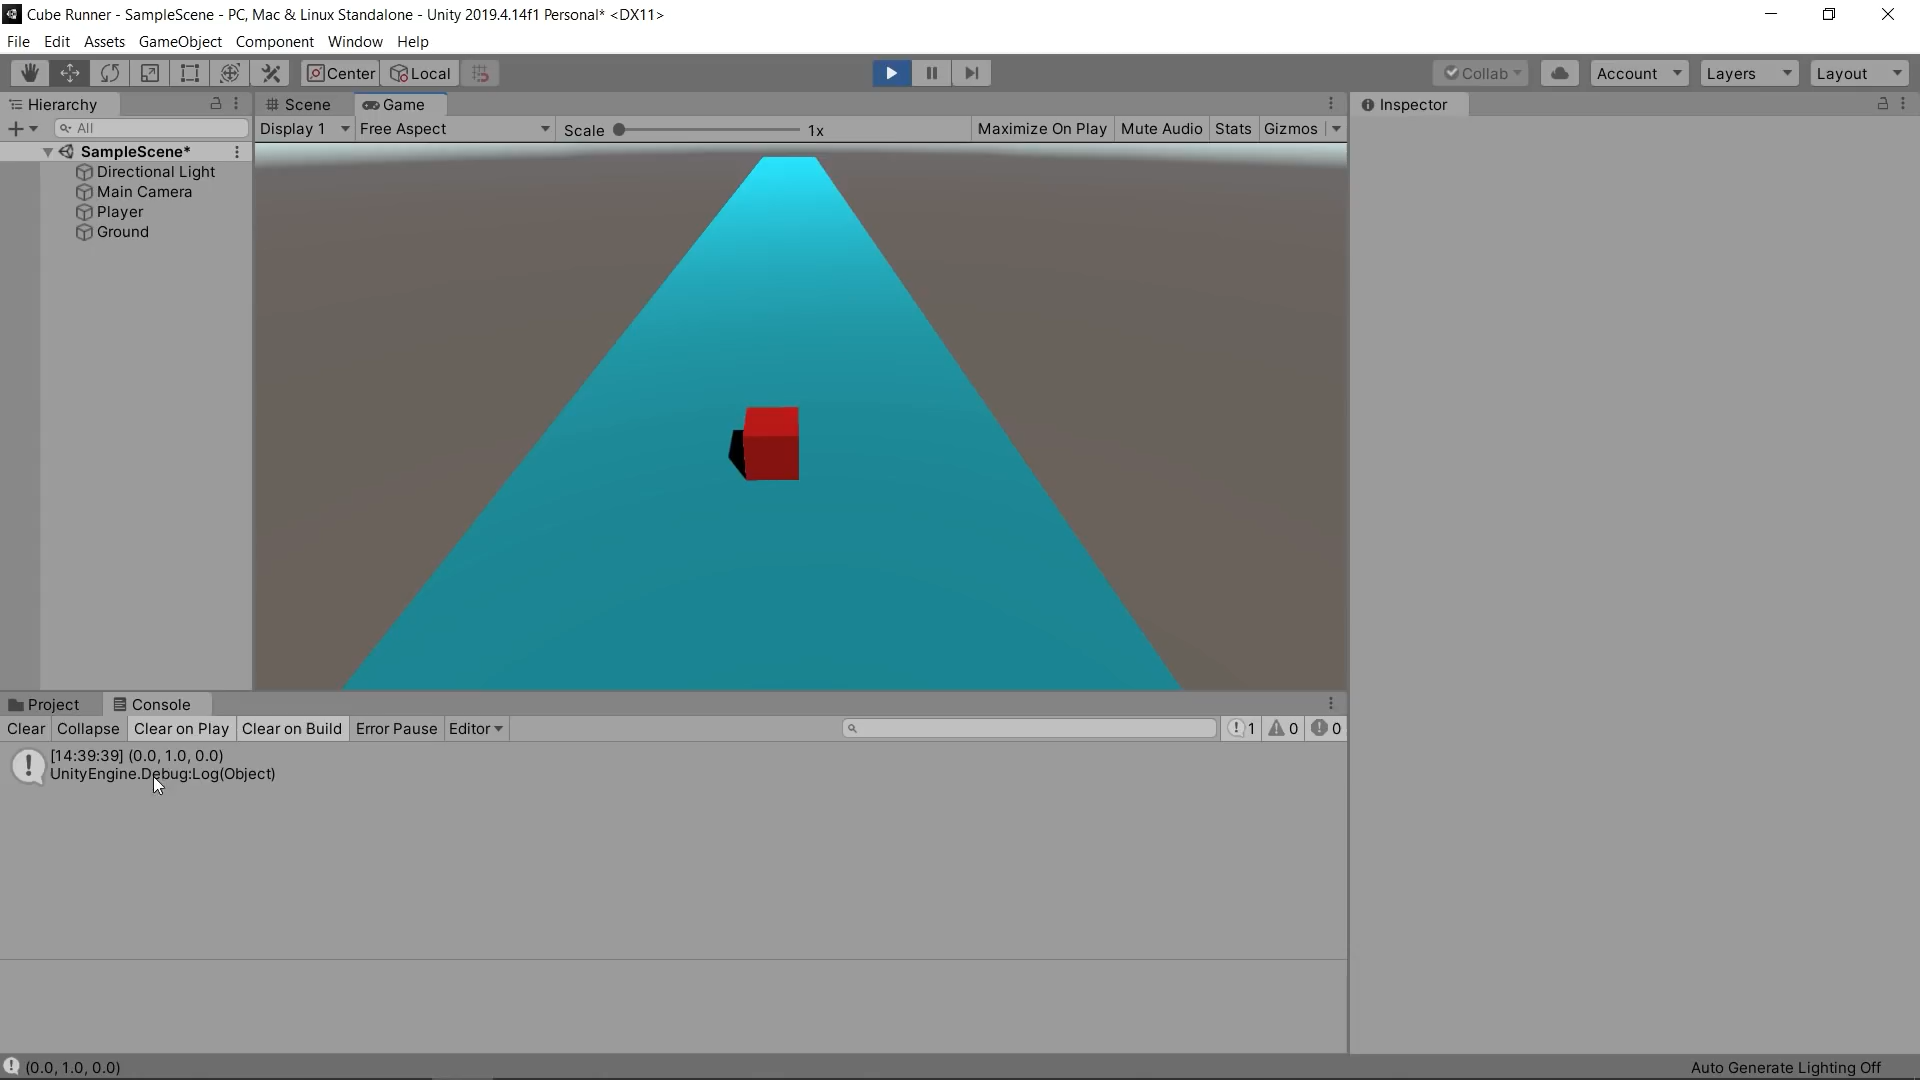 Cube Runner - SampleScene - PC, Mac & Linux Standalone - Unity 2019.4.14f1 Personal* <DX11>
File Edit Assets GameObject Component Window Help
Center Local Collab Account Layers Layout
Hierarchy Scene Game Inspector
All Display 1 Free Aspect Scale 1x Maximize On Play Mute Audio Stats Gizmos
SampleScene*
Directional Light
Main Camera
Player
Ground
Project Console
Clear Collapse Clear on Play Clear on Build Error Pause Editor 1 0 0
[14:39:39] (0.0, 1.0, 0.0)
UnityEngine.Debug:Log(Object)
(0.0, 1.0, 0.0) Auto Generate Lighting Off